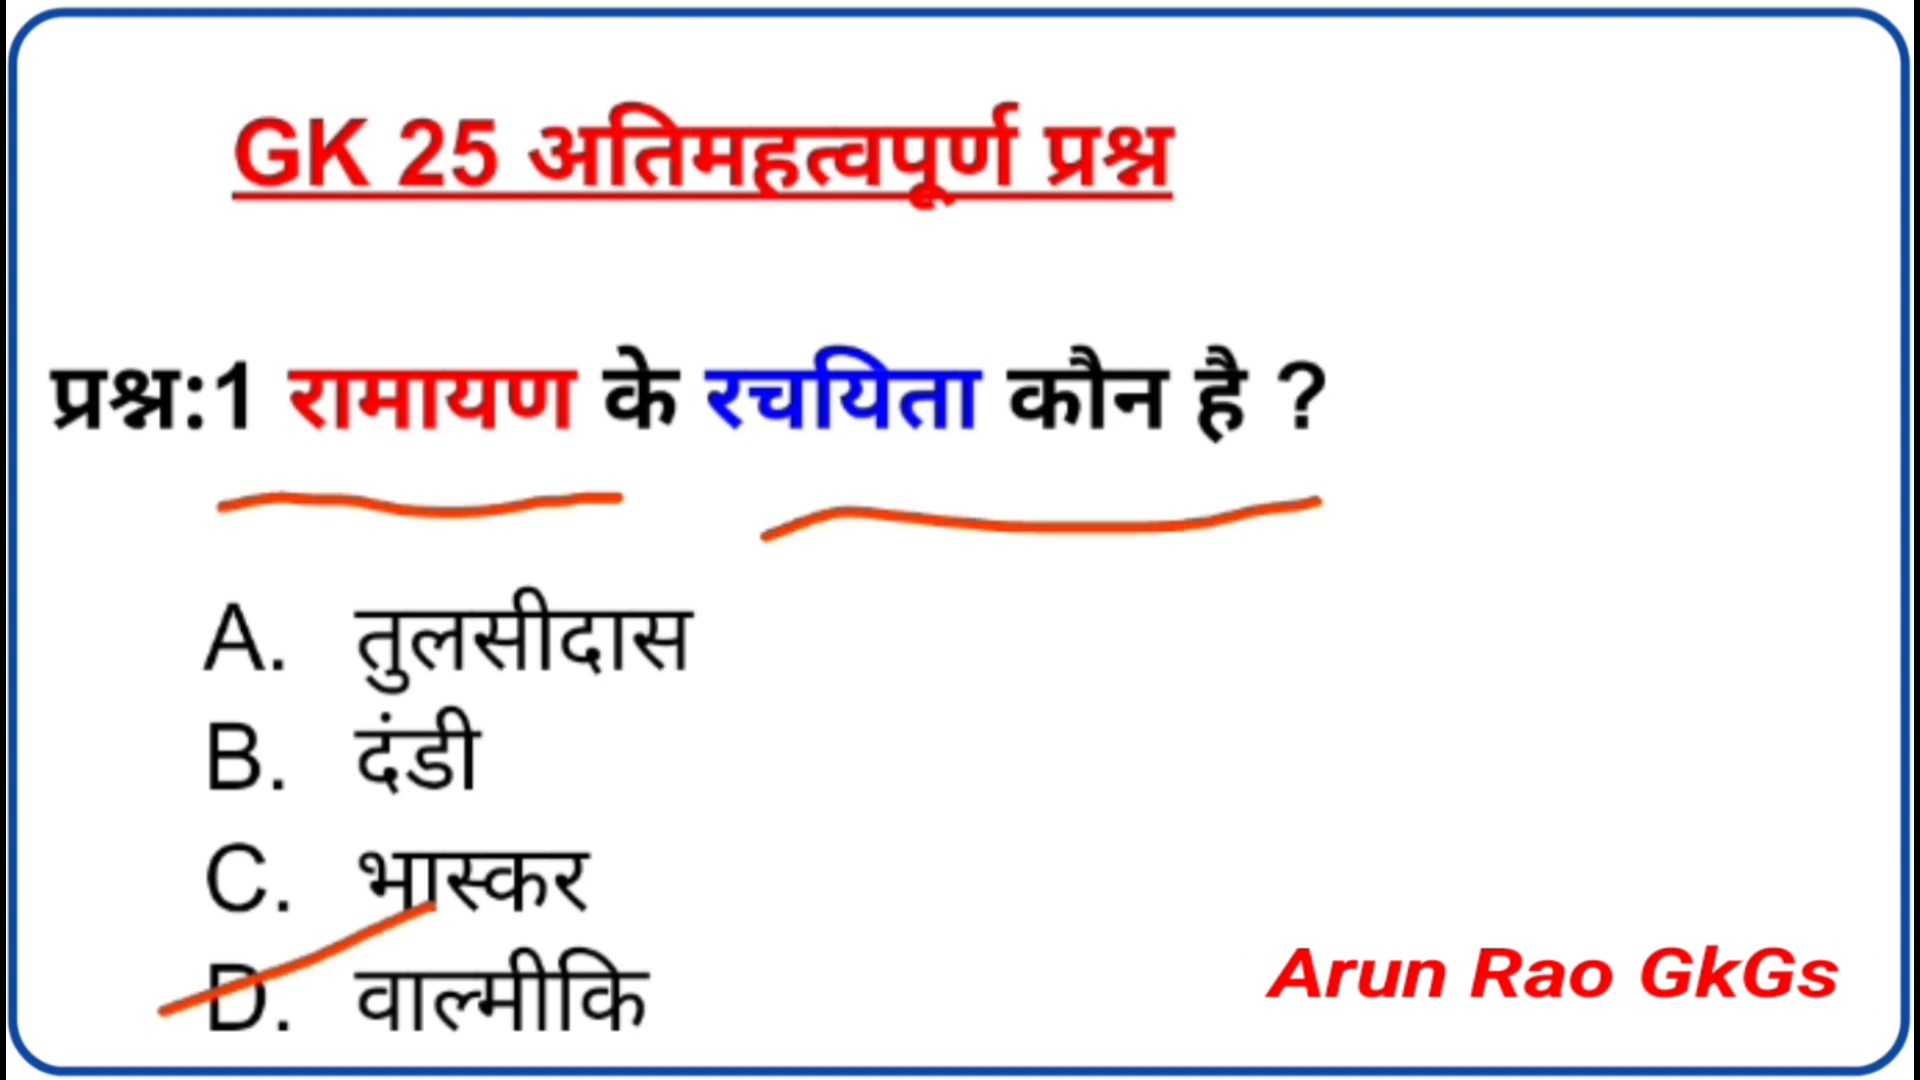 GK 25 अतिमहत्वपूर्ण प्रश्न
प्रश्न:1 रामायण के रचयिता कौन है ?
A. तुलसीदास
B. दंडी
C. भास्कर
D. वाल्मीकि
Arun Rao GkGs